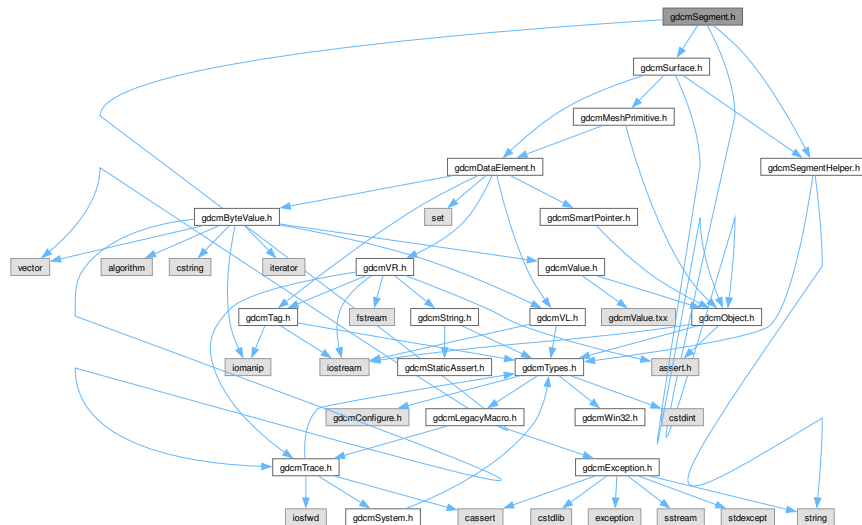 gdcmSegment.h
gdcmSurface.h
gdcmMeshPrimitive.h
gdcmDataElement.h
gdcmSegmentHelper.h
gdcmByteValue.h
set
gdcmSmartPointer.h
vector
algorithm
cstring
iterator
gdcmVR.h
gdcmValue.h
gdcmTag.h
fstream
gdcmString.h
gdcmVL.h
gdcmValue.txx
gdcmObject.h
iomanip
iostream
gdcmStaticAssert.h
gdcmTypes.h
assert.h
gdcmConfigure.h
gdcmLegacyMacro.h
gdcmWin32.h
cstdint
gdcmTrace.h
gdcmException.h
iosfwd
gdcmSystem.h
cassert
cstdlib
exception
sstream
stdexcept
string